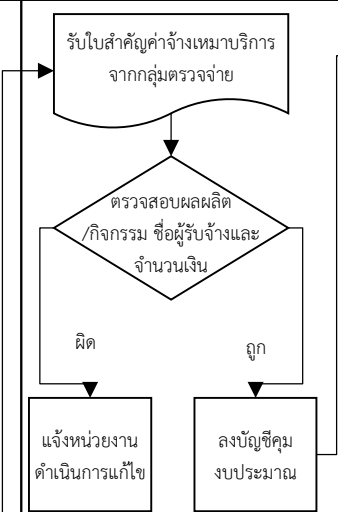 รับใบสำคัญค่าจ้างเหมาบริการ
จากกลุ่มตรวจจ่าย
ตรวจสอบผลผลิต
/กิจกรรม ชื่อผู้รับจ้างและ
จำนวนเงิน
ผิด
ถูก
แจ้งหน่วยงาน
ดำเนินการแก้ไข
ลงบัญชีคุม
งบประมาณ